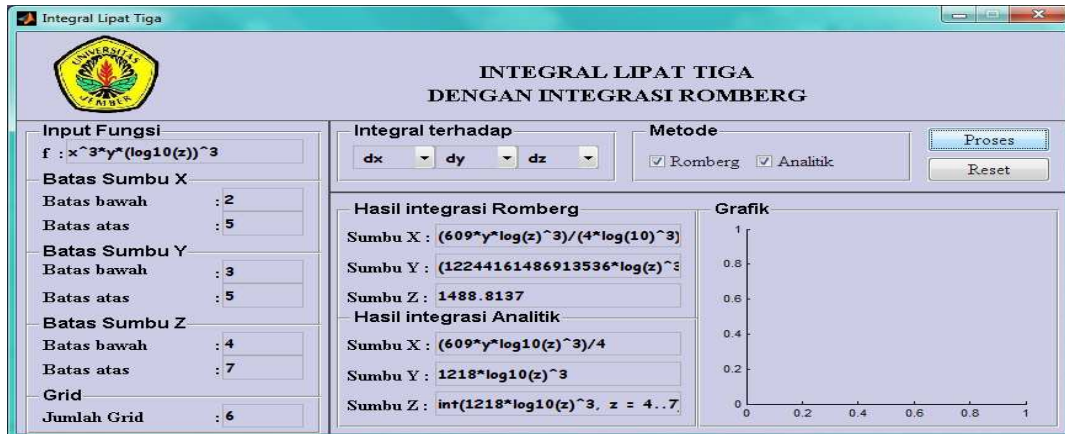 Integral Lipat Tiga
UNIVERSITAS
JEMBER
INTEGRAL LIPAT TIGA
DENGAN INTEGRASI ROMBERG
Input Fungsi
f : x^3*y*(log10(z))^3
Batas Sumbu X
Batas bawah : 2
Batas atas : 5
Batas Sumbu Y
Batas bawah : 3
Batas atas : 5
Batas Sumbu Z
Batas bawah : 4
Batas atas : 7
Grid
Jumlah Grid : 6
Integral terhadap
dx dy dz
Metode
Romberg Analitik
Proses
Reset
Hasil integrasi Romberg
Sumbu X : (609*y*log(z)^3)/(4*log(10)^3)
Sumbu Y : (12244161486913536*log(z)^3
Sumbu Z : 1488.8137
Hasil integrasi Analitik
Sumbu X : (609*y*log10(z)^3)/4
Sumbu Y : 1218*log10(z)^3
Sumbu Z : int(1218*log10(z)^3, z = 4..7
Grafik
1
0.8
0.6
0.4
0.2
0
0 0.2 0.4 0.6 0.8 1